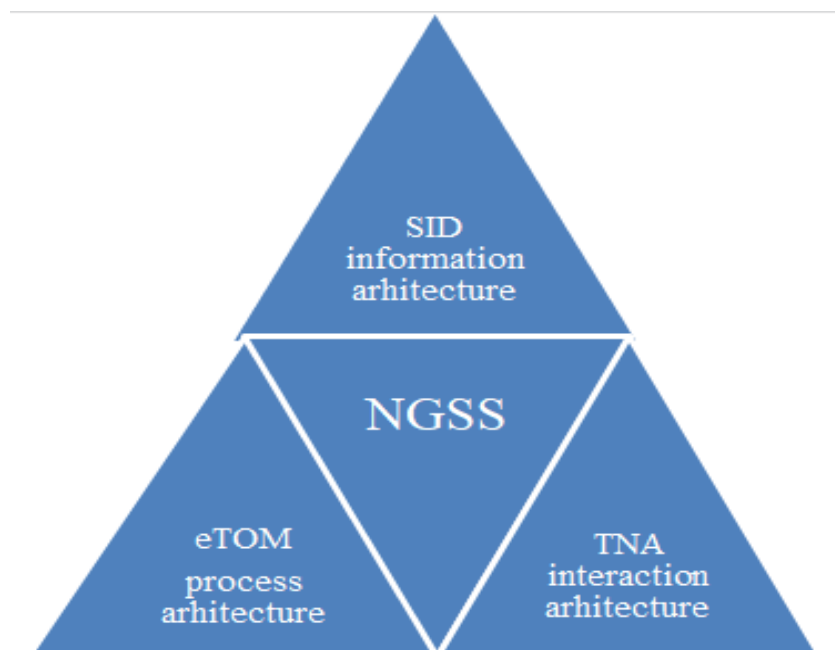 SID
information
arhitecture
NGSS
eTOM
process
arhitecture
TNA
interaction
arhitecture